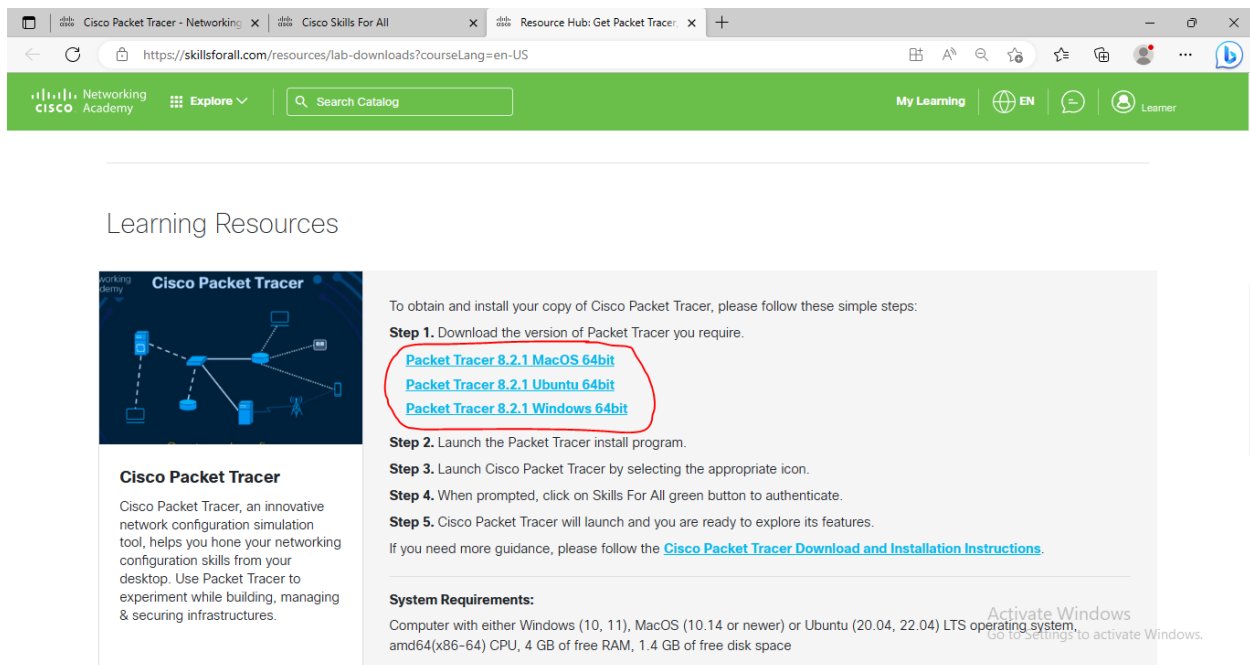 Cisco Packet Tracer - Networking
Cisco Skills For All
Resource Hub: Get Packet Tracer,
https://skillsforall.com/resources/lab-downloads?courseLang=en-US
Networking
CISCO Academy
Explore
Search Catalog
My Learning
EN
Learner
Learning Resources
working
demy
Cisco Packet Tracer
To obtain and install your copy of Cisco Packet Tracer, please follow these simple steps:
Step 1. Download the version of Packet Tracer you require.
Packet Tracer 8.2.1 MacOS 64bit
Packet Tracer 8.2.1 Ubuntu 64bit
Packet Tracer 8.2.1 Windows 64bit
Step 2. Launch the Packet Tracer install program.
Step 3. Launch Cisco Packet Tracer by selecting the appropriate icon.
Step 4. When prompted, click on Skills For All green button to authenticate.
Step 5. Cisco Packet Tracer will launch and you are ready to explore its features.
If you need more guidance, please follow the Cisco Packet Tracer Download and Installation Instructions.
Cisco Packet Tracer
Cisco Packet Tracer, an innovative
network configuration simulation
tool, helps you hone your networking
configuration skills from your
desktop. Use Packet Tracer to
experiment while building, managing
& securing infrastructures.
System Requirements:
Computer with either Windows (10, 11), MacOS (10.14 or newer) or Ubuntu (20.04, 22.04) LTS operating system,
amd64(x86-64) CPU, 4 GB of free RAM, 1.4 GB of free disk space
Activate Windows
Go to Settings to activate Windows.